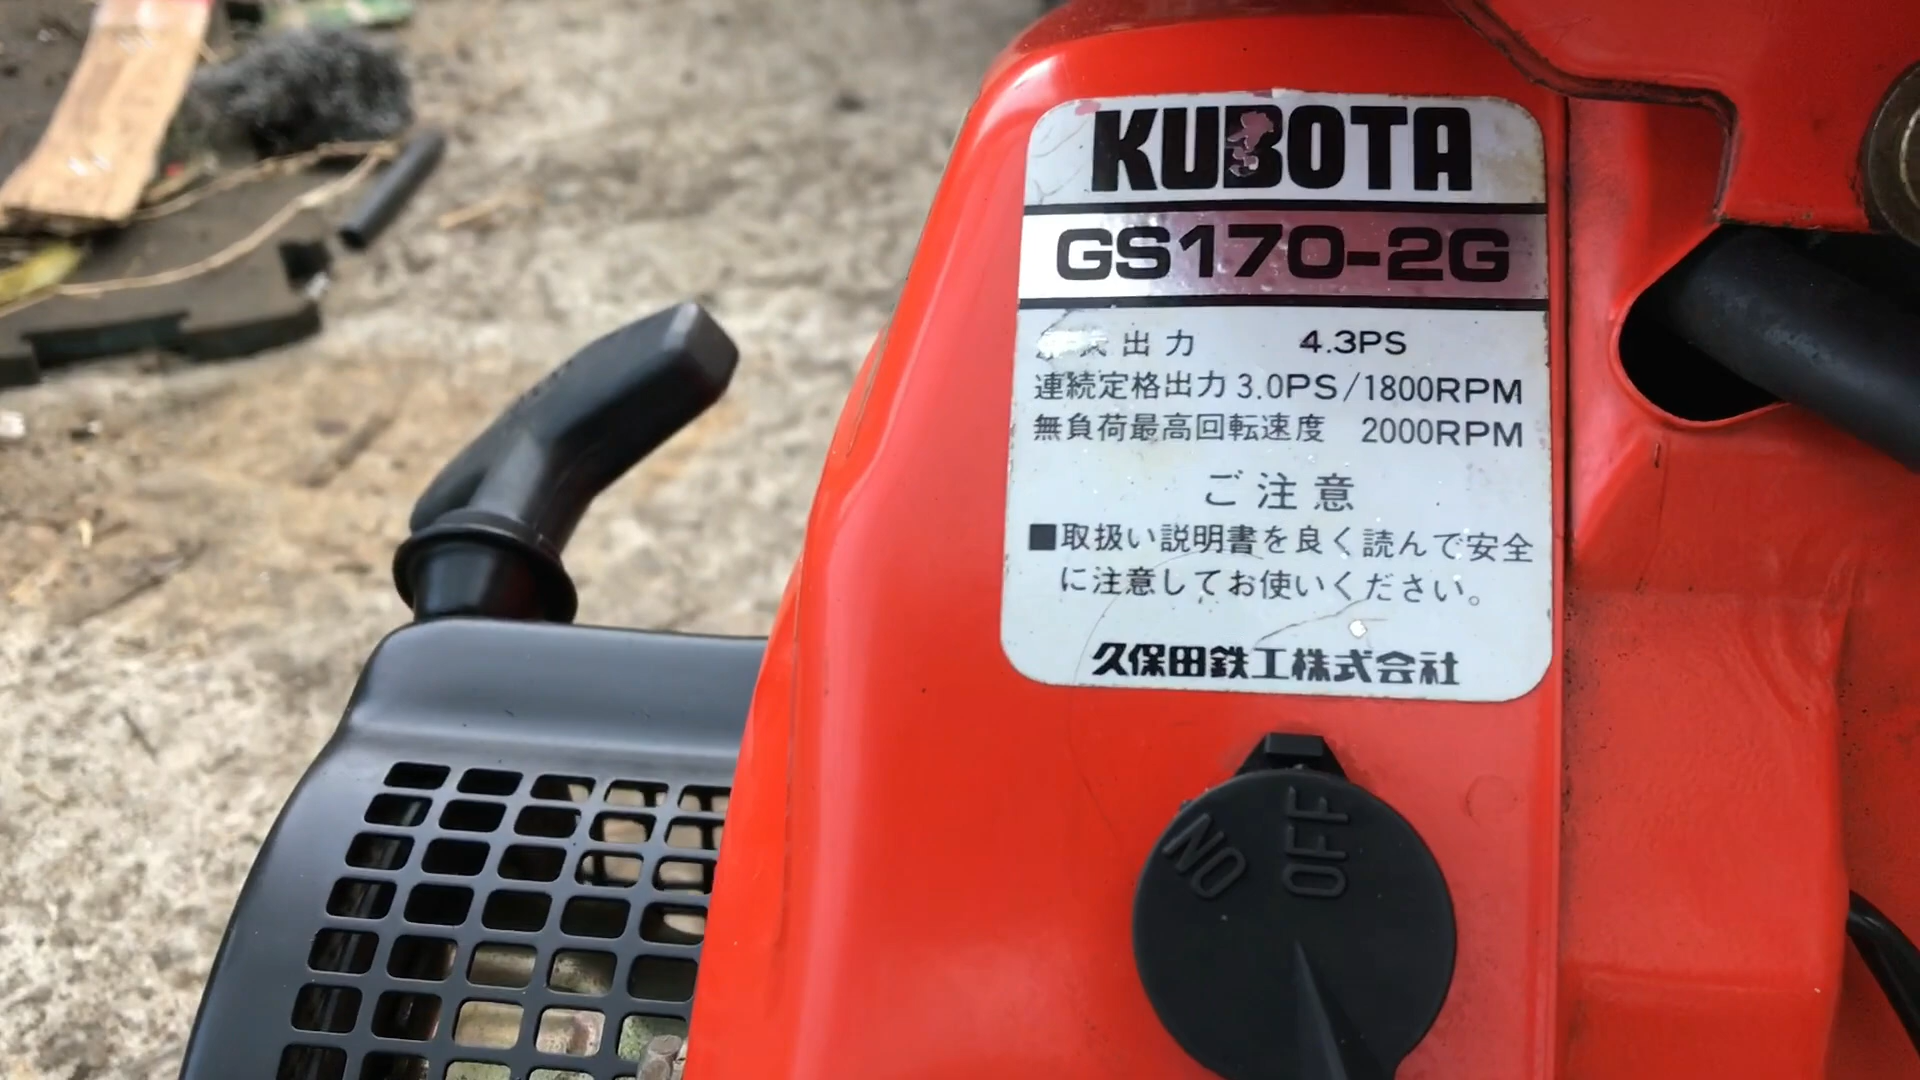 KUBOTA
GS170-2G
出力 4.3PS
連続定格出力 3.0PS/1800RPM
無負荷最高回転速度 2000RPM
ご注意
■取扱い説明書を良く読んで安全
に注意してお使いください。
久保田鉄工株式会社
NO OFF